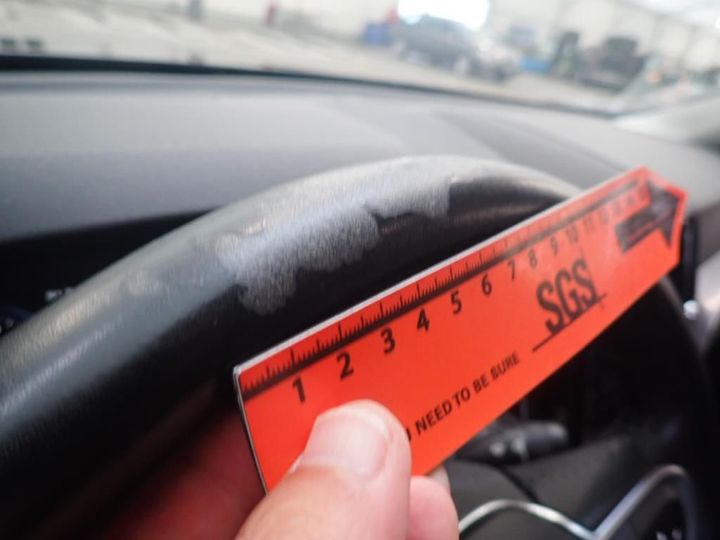 1 2 3 4 5 6 7 8 9 10 11
SGS
NEED TO BE SURE